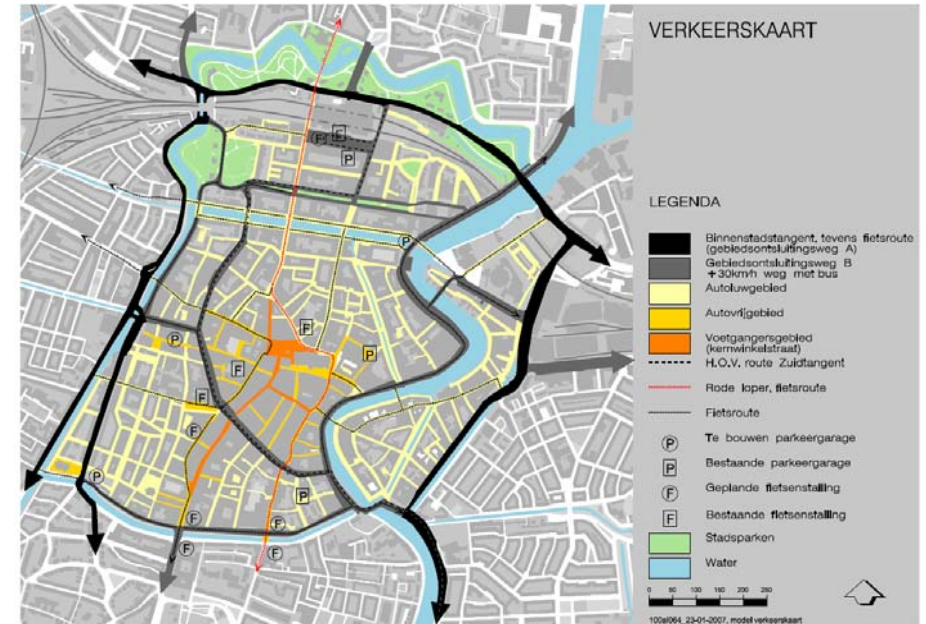 VERKEERSKAART
LEGENDA
Binnenstadstangent, tevens fietsroute
(gebiedsontsluitingsweg A)
Gebiedsontsluitingsweg B
+30km/h weg met bus
Autoluwgebied
Autovrijgebied
Voetgangersgebied
(kernwinkelstraat)
H.O.V. route Zuidtangent
Rode loper, fietsroute
Fietsroute
P Te bouwen parkeergarage
P Bestaande parkeergarage
F Geplande fietsenstalling
F Bestaande fietsenstalling
Stadsparken
Water
0 50 100 150 200 250
100al064_23-01-2007, model verkeerskaart
F
F
P
P
F
P
P
F
F
F
P
P
F
F
F
F